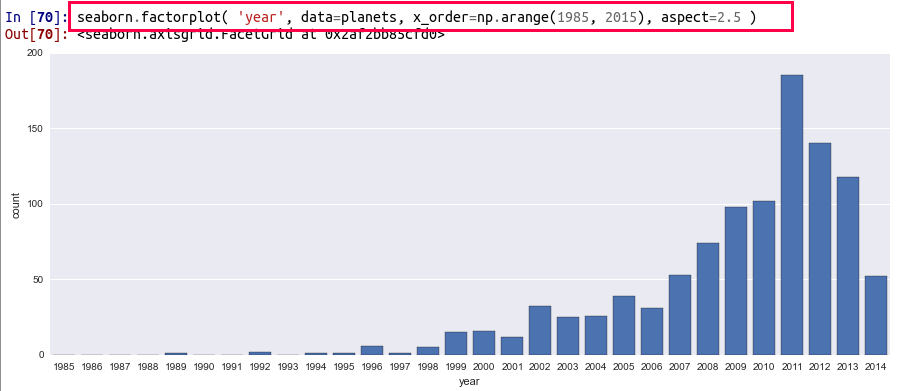 In [70]: seaborn.factorplot( 'year', data=planets, x_order=np.arange(1985, 2015), aspect=2.5 )
Out[70]: <seaborn.axisgrid.FacetGrid at 0x2af2bb85cfd0>
200
150
100
50
0
count
1985 1986 1987 1988 1989 1990 1991 1992 1993 1994 1995 1996 1997 1998 1999 2000 2001 2002 2003 2004 2005 2006 2007 2008 2009 2010 2011 2012 2013 2014
year